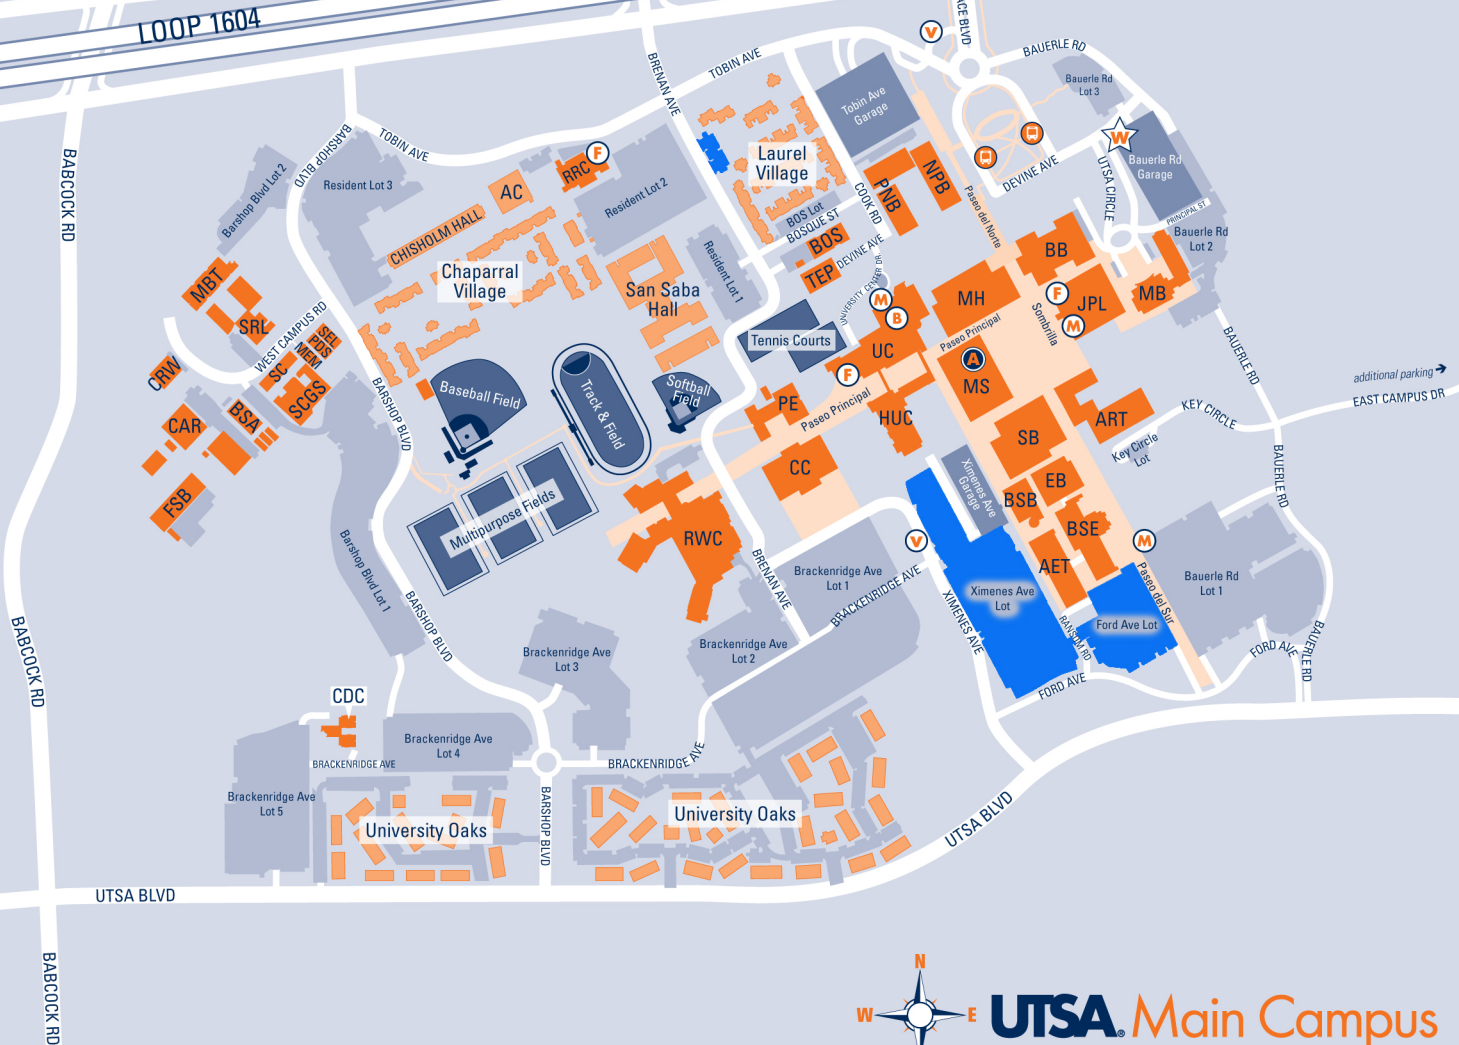 LOOP 1604
BABCOCK RD
BARSHOP BLVD
TOBIN AVE
BRENAN AVE
TOBIN AVE
ACE BLVD
BAUERLE RD
V
Bauerle Rd
Lot 3
Tobin Ave
Garage
W
Bauerle Rd
Garage
Barshop Blvd Lot 2
Resident Lot 3
AC
RRC
F
Resident Lot 2
Laurel
Village
PNB
NPB
COOK RD
DEVINE AVE
UTSA CIRCLE
PRINCIPAL ST
Bauerle Rd
Lot 2
Paseo del Norte
CHISHOLM HALL
Chaparral
Village
San Saba
Hall
Resident Lot 1
BOS Lot
BOSQUE ST
BOS
TEP
DEVINE AVE
UNIVERSITY CENTER DR
M
B
BB
MH
F
JPL
M
MB
Sombrilla
MBT
SRL
WEST CAMPUS RD
SEL
PDS
MEM
SC
SCGS
CRW
CAR
BSA
FSB
BARSHOP BLVD
Baseball Field
Track & Field
Softball
Field
Tennis Courts
UC
F
Paseo Principal
A
MS
PE
Paseo Principal
HUC
CC
BAUERLE RD
additional parking
EAST CAMPUS DR
KEY CIRCLE
Key Circle
Lot
ART
SB
EB
BSB
BSE
AET
Ximenes Ave
Garage
Multipurpose Fields
RWC
BRENAN AVE
V
M
BAUERLE RD
Barshop Blvd Lot 1
BARSHOP BLVD
Brackenridge Ave
Lot 1
BRACKENRIDGE AVE
XIMENES AVE
Ximenes Ave
Lot
RANSOM RD
Ford Ave Lot
Paseo del Sur
Bauerle Rd
Lot 1
FORD AVE
FORD AVE
BAUERLE RD
BABCOCK RD
Brackenridge Ave
Lot 3
Brackenridge Ave
Lot 2
CDC
Brackenridge Ave
Lot 4
BRACKENRIDGE AVE
BRACKENRIDGE AVE
Brackenridge Ave
Lot 5
University Oaks
BARSHOP BLVD
University Oaks
UTSA BLVD
UTSA BLVD
BABCOCK RD
N
W
E
UTSA. Main Campus